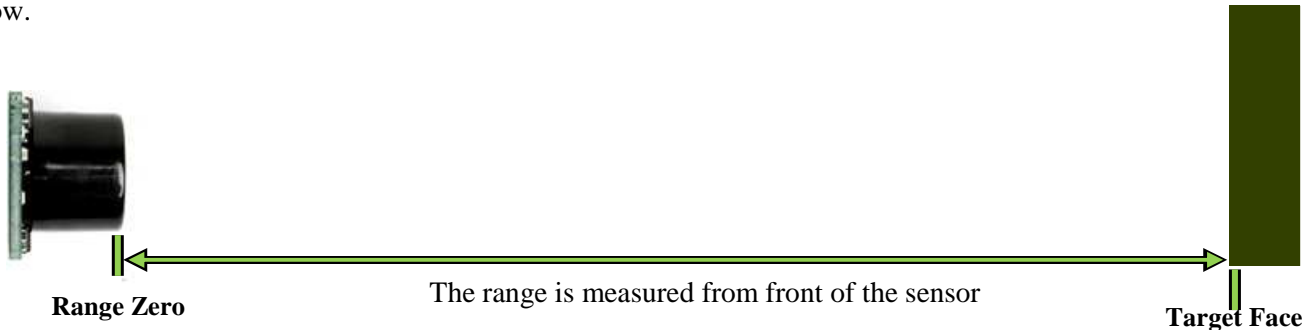 ow.
The range is measured from front of the sensor
Range Zero
Target Face